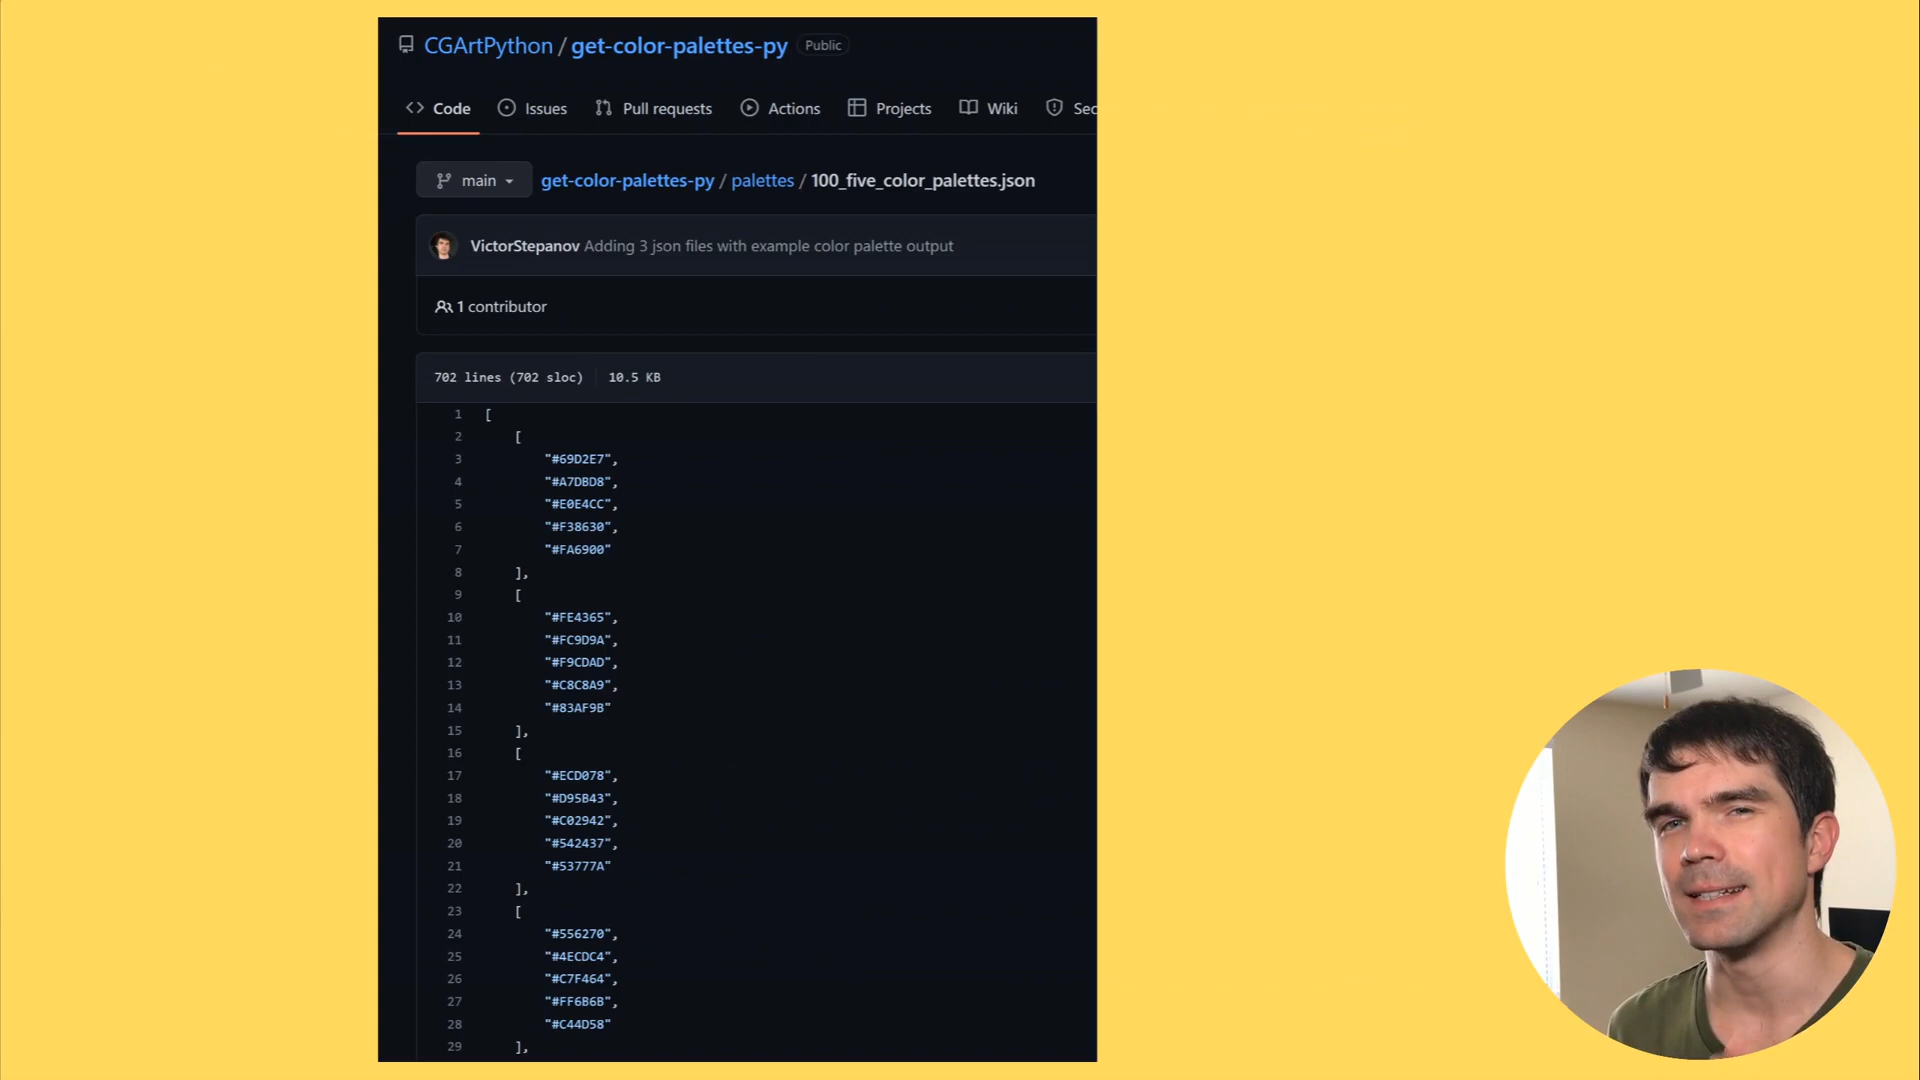 CGArtPython / get-color-palettes-py Public
Code Issues Pull requests Actions Projects Wiki Sec
main get-color-palettes-py / palettes / 100_five_color_palettes.json
VictorStepanov Adding 3 json files with example color palette output
1 contributor
702 lines (702 sloc) 10.5 KB
1 [
2 [
3 "#69D2E7",
4 "#A7DBD8",
5 "#E0E4CC",
6 "#F38630",
7 "#FA6900"
8 ],
9 [
10 "#FE4365",
11 "#FC9D9A",
12 "#F9CDAD",
13 "#C8C8A9",
14 "#83AF9B"
15 ],
16 [
17 "#ECD078",
18 "#D95B43",
19 "#C02942",
20 "#542437",
21 "#53777A"
22 ],
23 [
24 "#556270",
25 "#4ECDC4",
26 "#C7F464",
27 "#FF6B6B",
28 "#C44D58"
29 ],